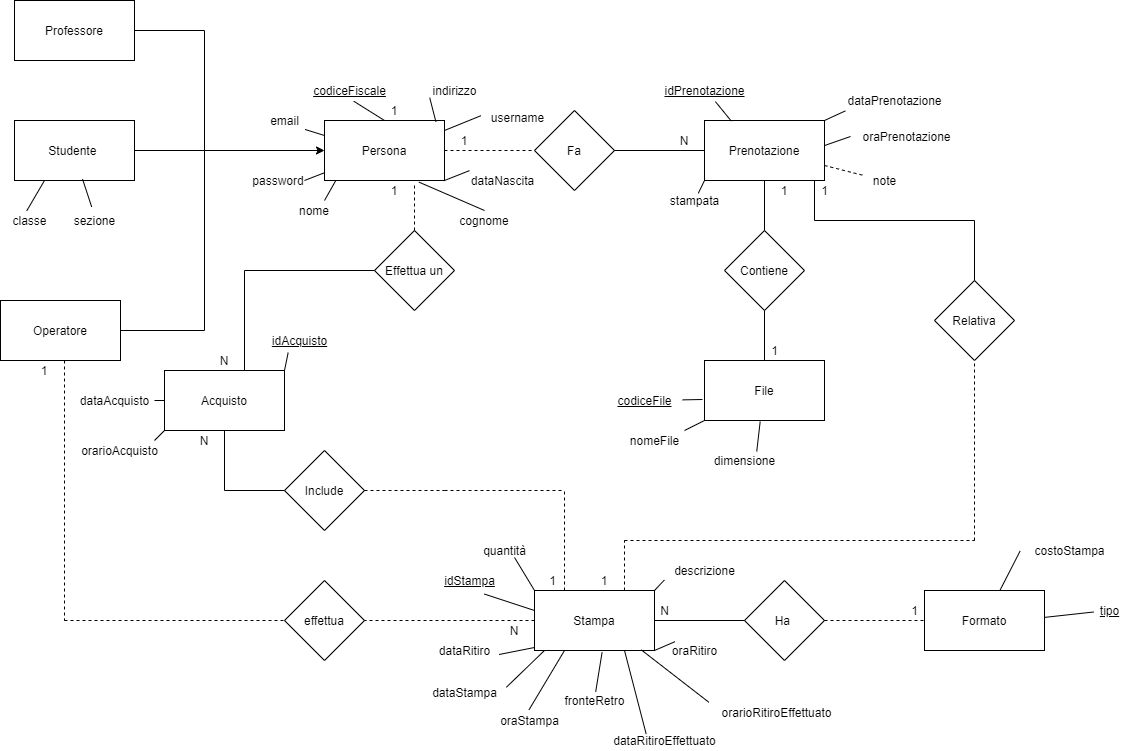 Professore
codiceFiscale
indirizzo
idPrenotazione
dataPrenotazione
1
email
username
oraPrenotazione
Studente
Persona
1
Fa
N
Prenotazione
password
dataNascita
note
classe
sezione
nome
1
cognome
stampata
1
1
Effettua un
Contiene
Operatore
Relativa
idAcquisto
1
N
1
dataAcquisto
Acquisto
codiceFile
File
orarioAcquisto
N
nomeFile
dimensione
Include
quantità
costoStampa
idStampa
1
1
descrizione
effettua
N
Stampa
N
Ha
1
Formato
tipo
dataRitiro
oraRitiro
dataStampa
fronteRetro
oraStampa
orarioRitiroEffettuato
dataRitiroEffettuato